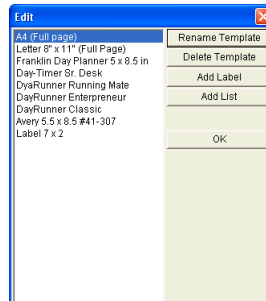 Edit
A4 (Full page)
Letter 8" x 11" (Full Page)
Franklin Day Planner 5 x 8.5 in
Day-Timer Sr. Desk
DyaRunner Running Mate
DayRunner Enterpreneur
DayRunner Classic
Avery 5.5 x 8.5 #41-307
Label 7 x 2
Rename Template
Delete Template
Add Label
Add List
OK